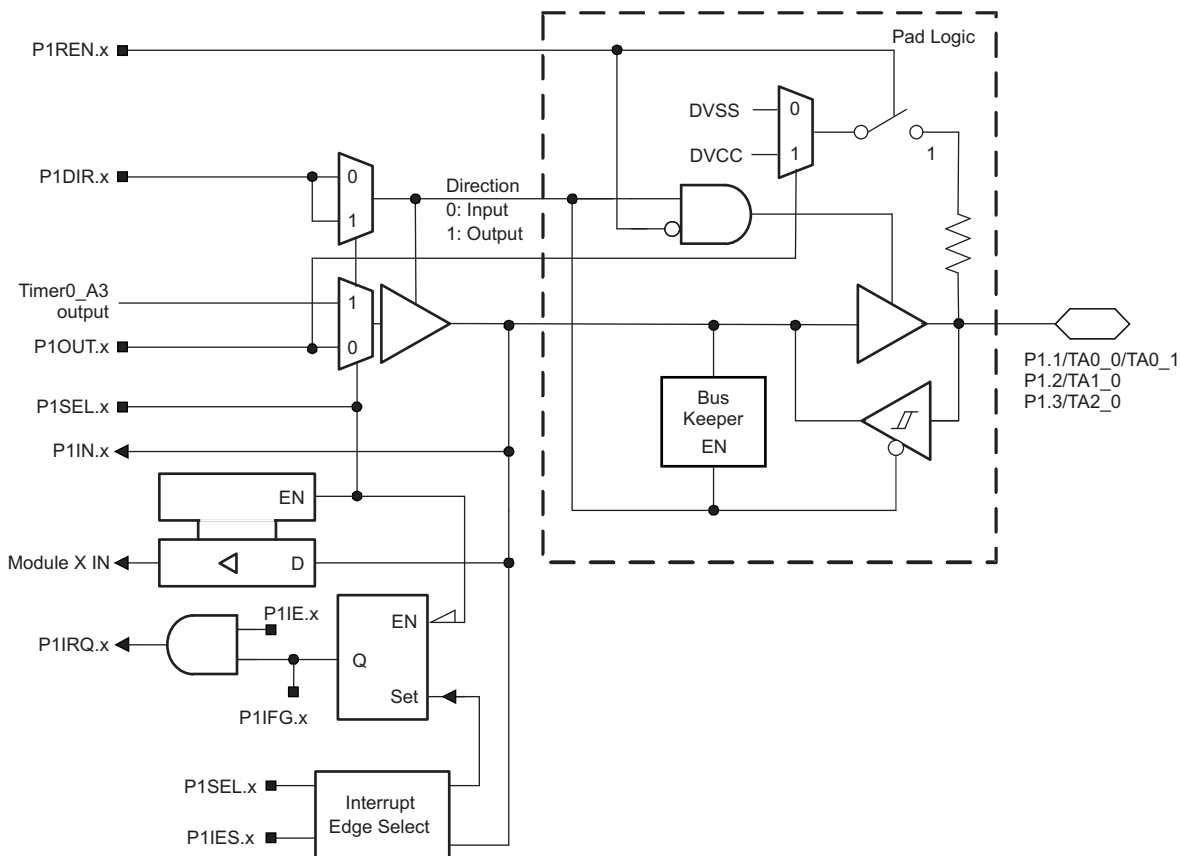 Pad Logic
P1REN.x
DVSS
0
DVCC
1
1
P1DIR.x
0
1
Direction
0: Input
1: Output
Timer0_A3
output
1
P1OUT.x
0
P1.1/TA0_0/TA0_1
P1.2/TA1_0
P1.3/TA2_0
Bus
Keeper
EN
P1SEL.x
P1IN.x
EN
Module X IN
D
P1IE.x
P1IRQ.x
EN
Q
Set
P1IFG.x
P1SEL.x
P1IES.x
Interrupt
Edge Select